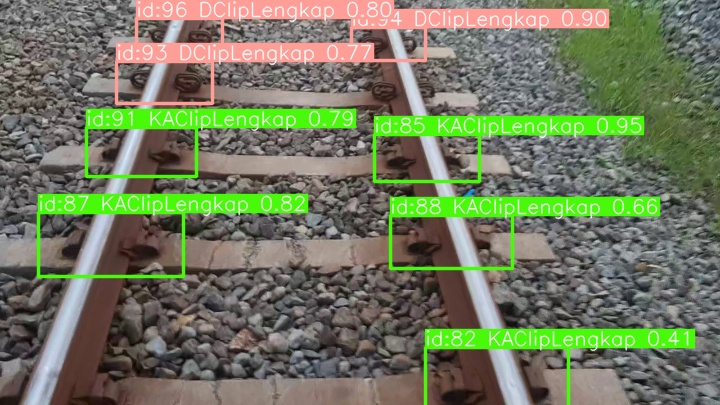 id:96 DClipLengkap 0.80
id:94 DClipLengkap 0.90
id:93 DClipLengkap 0.77
id:91 KAClipLengkap 0.79
id:85 KAClipLengkap 0.95
id:87 KAClipLengkap 0.82
id:88 KAClipLengkap 0.66
id:82 KAClipLengkap 0.41